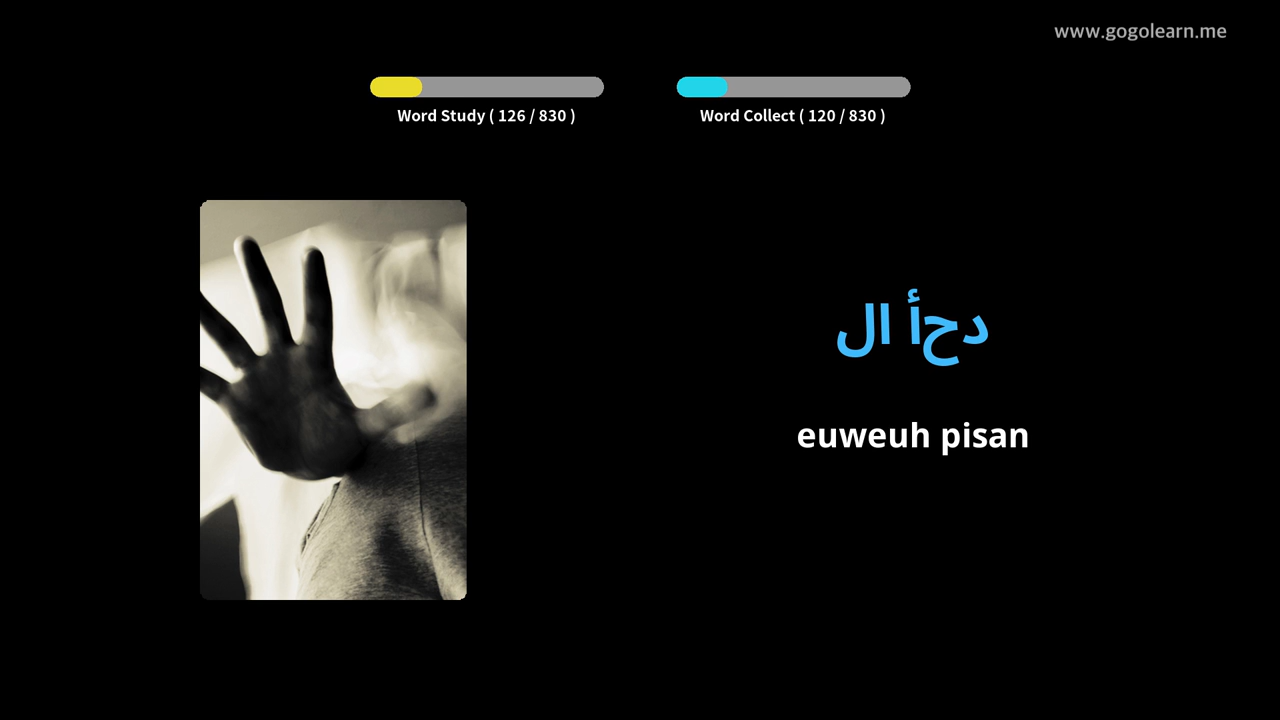 www.gogolearn.me
Word Study ( 126 / 830 )
Word Collect ( 120 / 830 )
دحأ ال
euweuh pisan